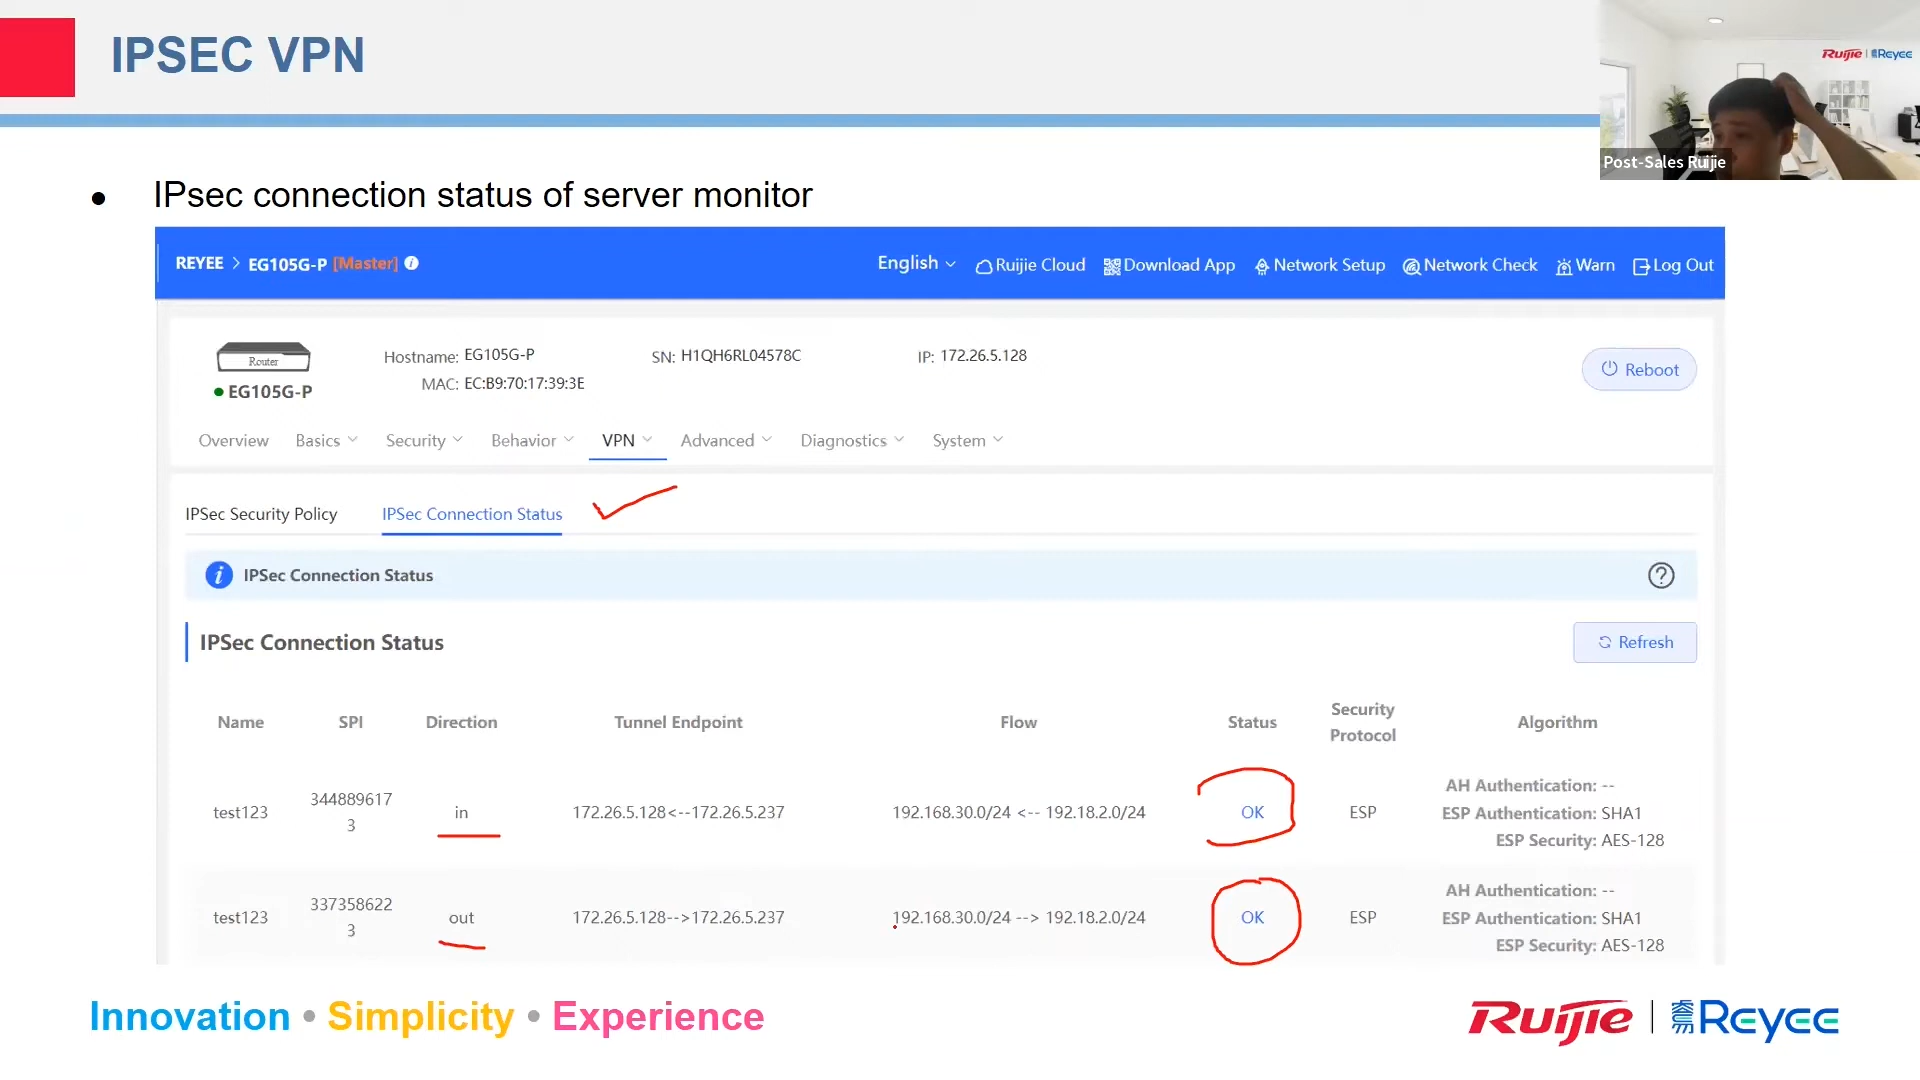 IPSEC VPN
Ruijie | Reyee
Post-Sales Ruijie
• IPsec connection status of server monitor
REYEE > EG105G-P [Master] English Ruijie Cloud Download App Network Setup Network Check Warn Log Out
Router
EG105G-P
Hostname: EG105G-P SN: H1QH6RL04578C IP: 172.26.5.128
MAC: EC:B9:70:17:39:3E
Reboot
Overview Basics Security Behavior VPN Advanced Diagnostics System
IPSec Security Policy IPSec Connection Status
IPSec Connection Status
IPSec Connection Status
Refresh
Name SPI Direction Tunnel Endpoint Flow Status Security Protocol Algorithm
test123 344889617 3 in 172.26.5.128<--172.26.5.237 192.168.30.0/24 <-- 192.18.2.0/24 OK ESP AH Authentication: --
ESP Authentication: SHA1
ESP Security: AES-128
test123 337358622 3 out 172.26.5.128-->172.26.5.237 192.168.30.0/24 --> 192.18.2.0/24 OK ESP AH Authentication: --
ESP Authentication: SHA1
ESP Security: AES-128
Innovation • Simplicity • Experience
Ruijie | 睿易 Reyee